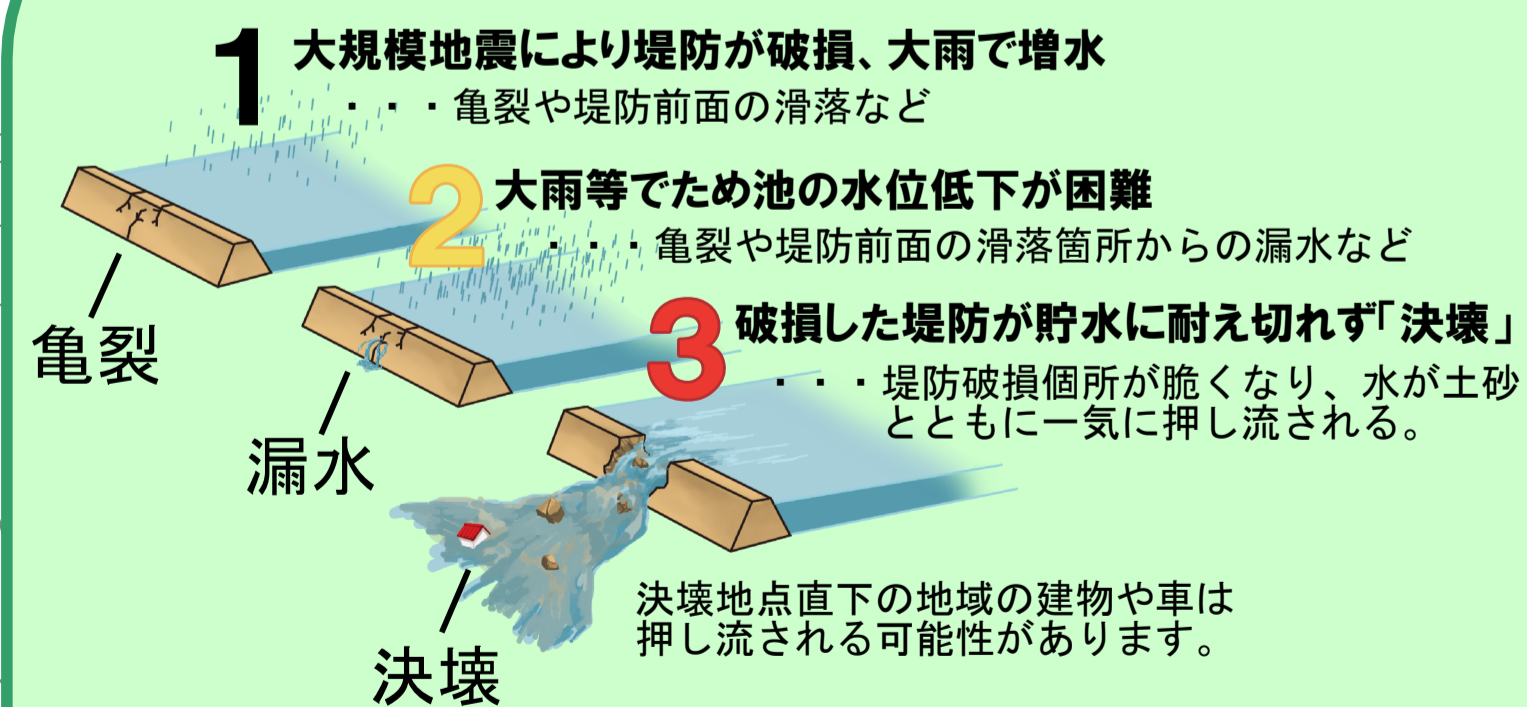 1 大規模地震により堤防が破損、大雨で増水
・・・亀裂や堤防前面の滑落など
亀裂
2 大雨等でため池の水位低下が困難
・・・亀裂や堤防前面の滑落箇所からの漏水など
漏水
3 破損した堤防が貯水に耐え切れず「決壊」
・・・堤防破損個所が脆くなり、水が土砂
とともに一気に押し流される。
決壊
決壊地点直下の地域の建物や車は
押し流される可能性があります。